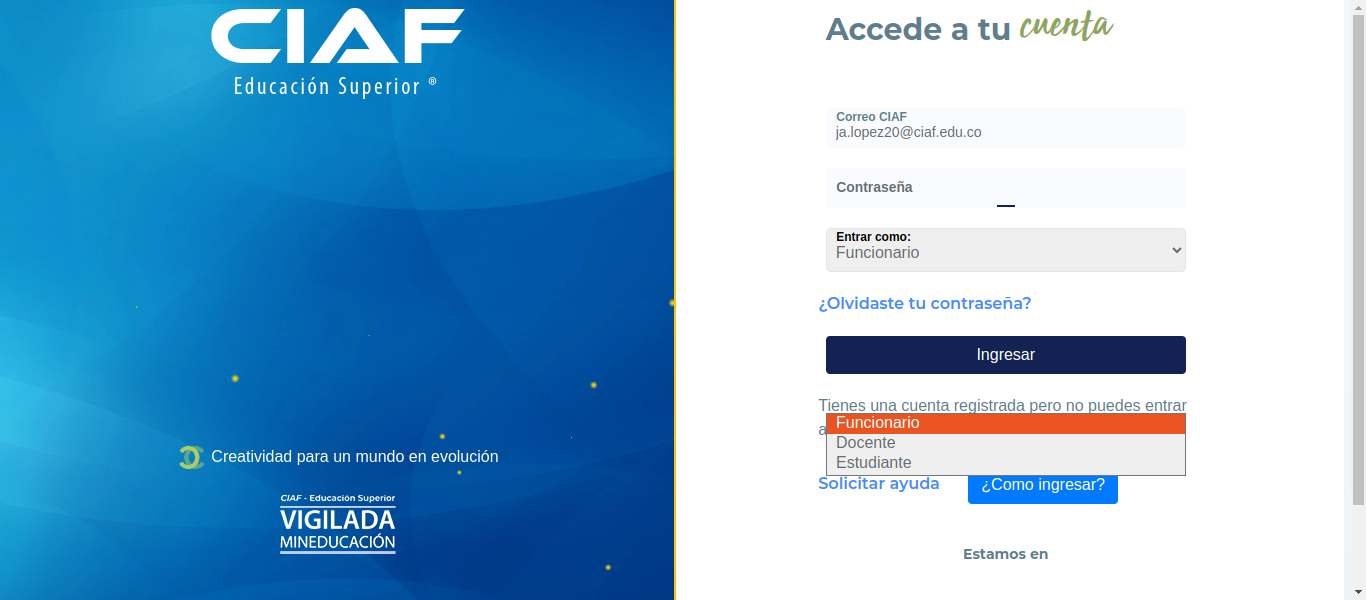 CIAF
Educación Superior ®
Creatividad para un mundo en evolución
CIAF - Educación Superior
VIGILADA
MINEDUCACIÓN
Accede a tu cuenta
Correo CIAF
ja.lopez20@ciaf.edu.co
Contraseña
Entrar como:
Funcionario
¿Olvidaste tu contraseña?
Ingresar
Tienes una cuenta registrada pero no puedes entrar
Funcionario
Docente
Estudiante
Solicitar ayuda
¿Como ingresar?
Estamos en